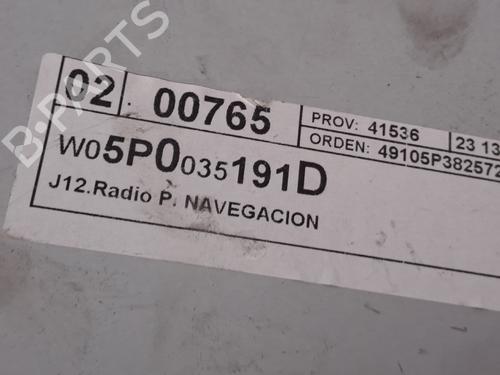 B-PARTS
02. 00765 PROV: 41536 23 13
ORDEN: 49105P382572
W05P0035191D
J12.Radio P. NAVEGACION